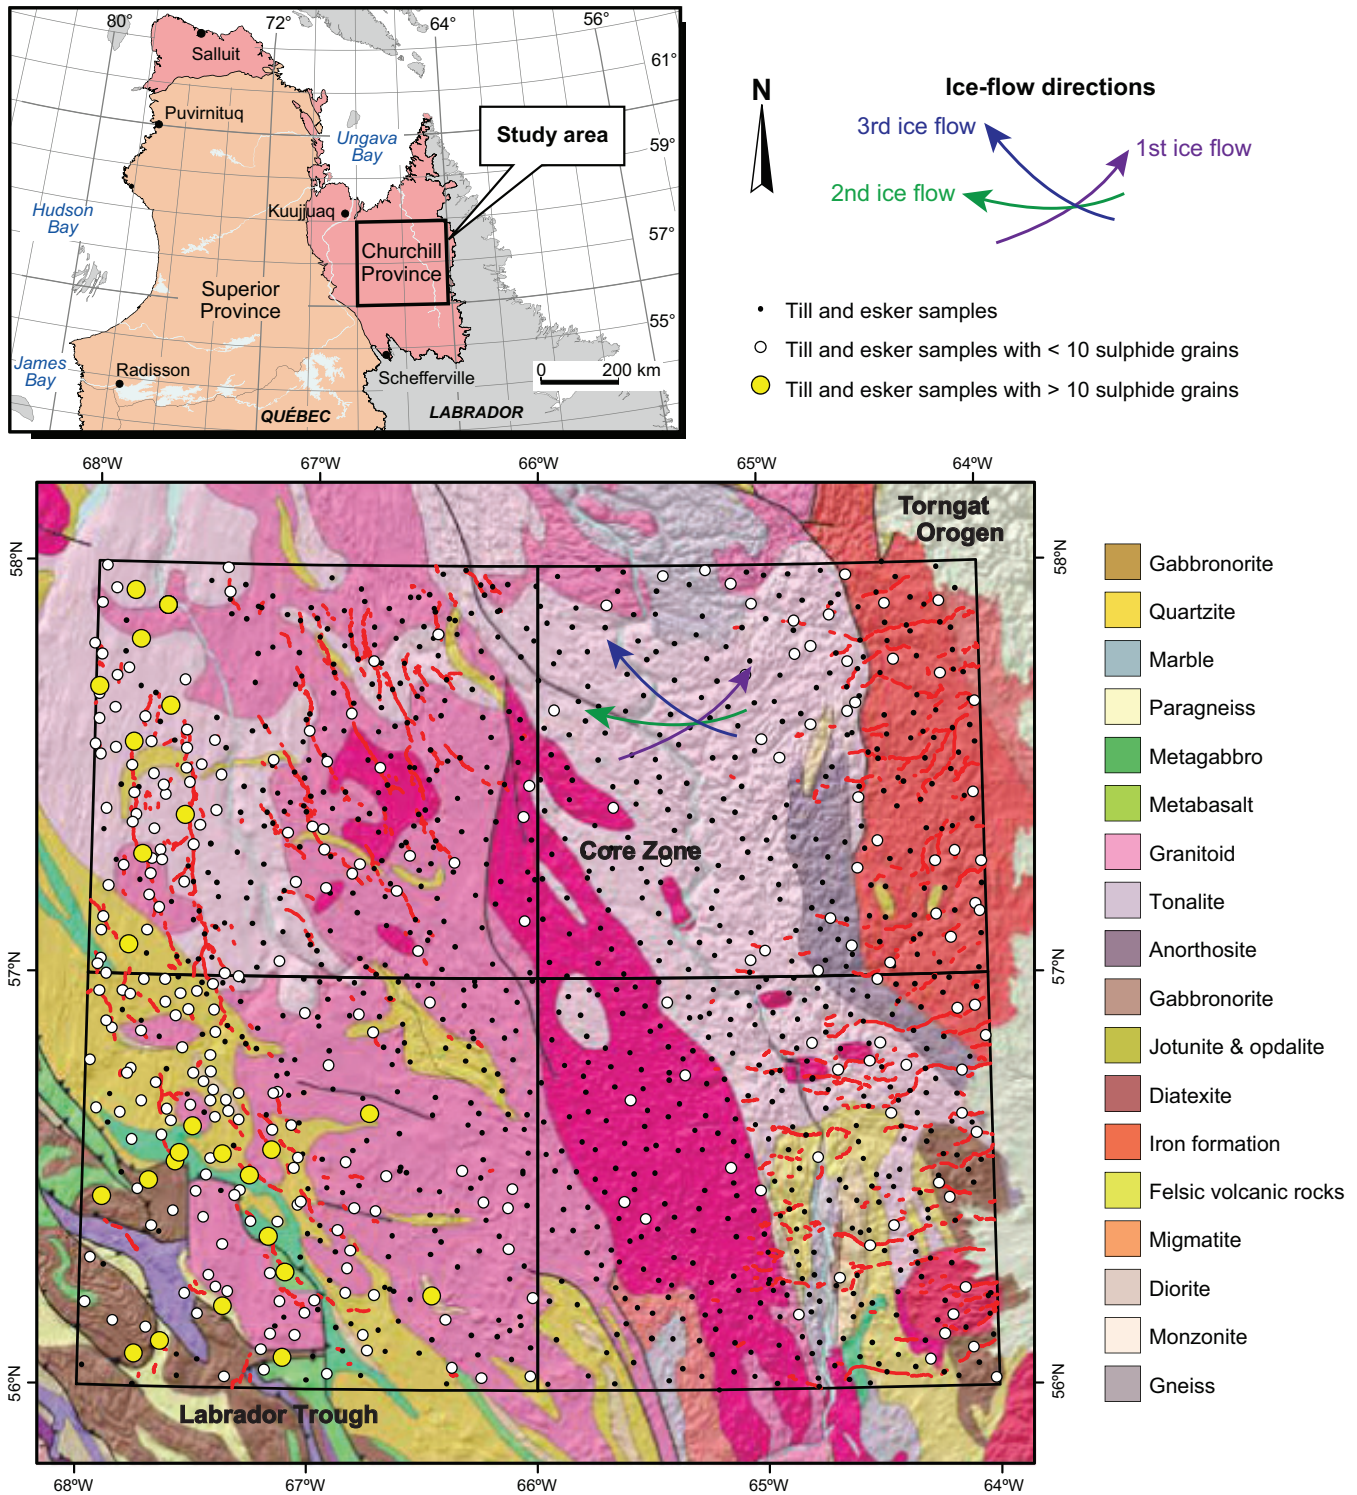 80°
72°
64°
56°
61°
59°
57°
55°
Salluit
Puvirnituq
Ungava
Bay
Study area
Kuujjuaq
Hudson
Bay
Churchill
Province
Superior
Province
James
Bay
Radisson
Schefferville
0
200 km
QUÉBEC
LABRADOR
N
Ice-flow directions
3rd ice flow
1st ice flow
2nd ice flow
Till and esker samples
Till and esker samples with < 10 sulphide grains
Till and esker samples with > 10 sulphide grains
68°W
67°W
66°W
65°W
64°W
58°N
58°N
Torngat
Orogen
Core Zone
57°N
57°N
56°N
56°N
Labrador Trough
68°W
67°W
66°W
65°W
64°W
Gabbronorite
Quartzite
Marble
Paragneiss
Metagabbro
Metabasalt
Granitoid
Tonalite
Anorthosite
Gabbronorite
Jotunite & opdalite
Diatexite
Iron formation
Felsic volcanic rocks
Migmatite
Diorite
Monzonite
Gneiss